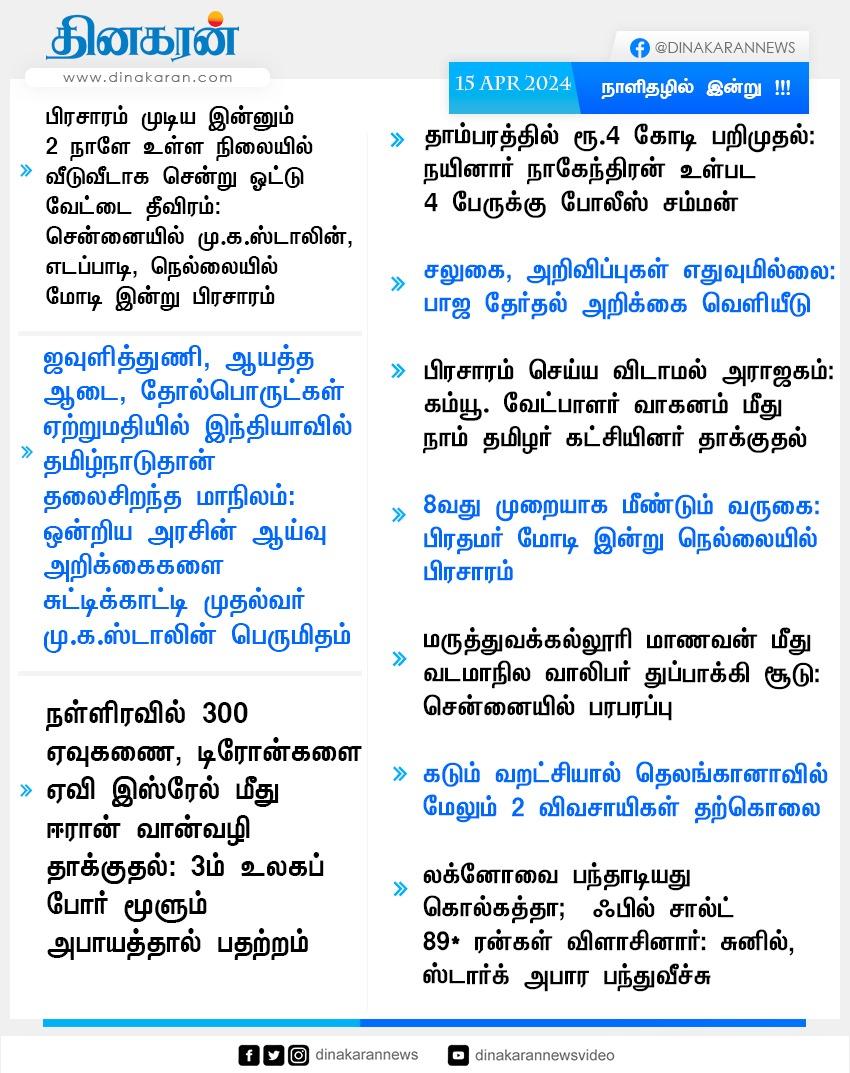 தினகரன்
www.dinakaran.com
@DINAKARANNEWS
15 APR 2024
நாளிதழில் இன்று !!!
பிரசாரம் முடிய இன்னும்
2 நாளே உள்ள நிலையில்
வீடுவீடாக சென்று ஓட்டு
வேட்டை தீவிரம்:
சென்னையில் மு.க.ஸ்டாலின்,
எடப்பாடி, நெல்லையில்
மோடி இன்று பிரசாரம்
ஜவுளித்துணி, ஆயத்த
ஆடை, தோல்பொருட்கள்
ஏற்றுமதியில் இந்தியாவில்
தமிழ்நாடுதான்
தலைசிறந்த மாநிலம்:
ஒன்றிய அரசின் ஆய்வு
அறிக்கைகளை
சுட்டிக்காட்டி முதல்வர்
மு.க.ஸ்டாலின் பெருமிதம்
நள்ளிரவில் 300
ஏவுகணை, டிரோன்களை
ஏவி இஸ்ரேல் மீது
ஈரான் வான்வழி
தாக்குதல்: 3ம் உலகப்
போர் மூளும்
அபாயத்தால் பதற்றம்
தாம்பரத்தில் ரூ.4 கோடி பறிமுதல்:
நயினார் நாகேந்திரன் உள்பட
4 பேருக்கு போலீஸ் சம்மன்
சலுகை, அறிவிப்புகள் எதுவுமில்லை:
பாஜ தேர்தல் அறிக்கை வெளியீடு
பிரசாரம் செய்ய விடாமல் அராஜகம்:
கம்யூ. வேட்பாளர் வாகனம் மீது
நாம் தமிழர் கட்சியினர் தாக்குதல்
8வது முறையாக மீண்டும் வருகை:
பிரதமர் மோடி இன்று நெல்லையில்
பிரசாரம்
மருத்துவக்கல்லூரி மாணவன் மீது
வடமாநில வாலிபர் துப்பாக்கி சூடு:
சென்னையில் பரபரப்பு
கடும் வறட்சியால் தெலங்கானாவில்
மேலும் 2 விவசாயிகள் தற்கொலை
லக்னோவை பந்தாடியது
கொல்கத்தா; ஃபில் சால்ட்
89* ரன்கள் விளாசினார்: சுனில்,
ஸ்டார்க் அபார பந்துவீச்சு
dinakarannews
dinakarannewsvideo